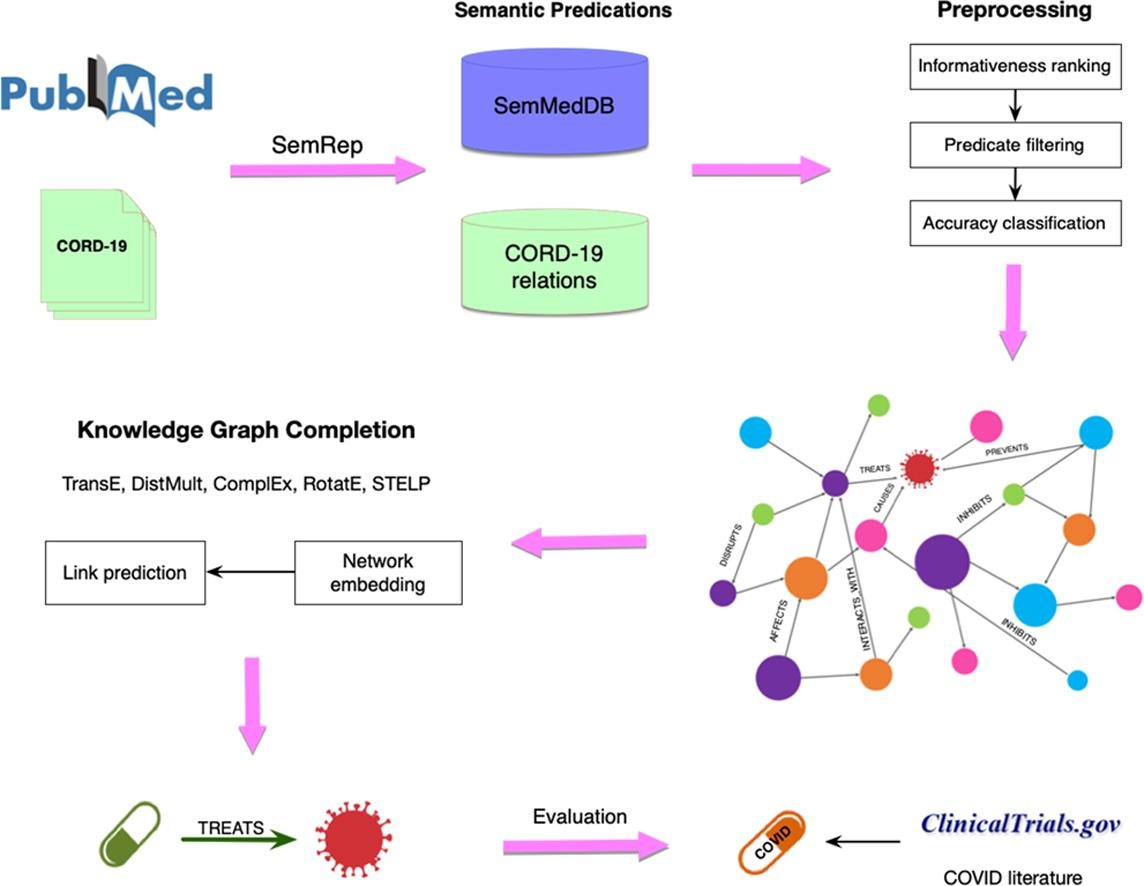 Semantic Predications
Preprocessing
PubMed
SemRep
SemMedDB
CORD-19
CORD-19
relations
Informativeness ranking
Predicate filtering
Accuracy classification
Knowledge Graph Completion
TransE, DistMult, ComplEx, RotatE, STELP
Link prediction
Network
embedding
TREATS
PREVENTS
CAUSES
INHIBITS
DISRUPTS
AFFECTS
INTERACTS WITH
INHIBITS
TREATS
Evaluation
COVID
ClinicalTrials.gov
COVID literature